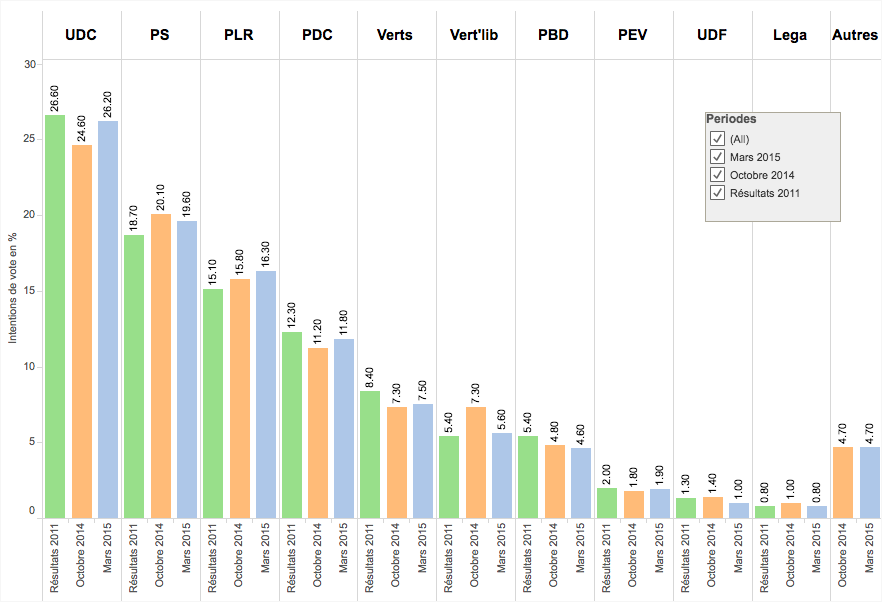 UDC PS PLR PDC Verts Vert'lib PBD PEV UDF Lega Autres
30
25
20
15
10
5
0
Intentions de vote en %
26.60 24.60 26.20
18.70 20.10 19.60
15.10 15.80 16.30
12.30 11.20 11.80
8.40 7.30 7.50
5.40 7.30 5.60
5.40 4.80 4.60
2.00 1.80 1.90
1.30 1.40 1.00
0.80 1.00 0.80
4.70 4.70
Periodes
(All)
Mars 2015
Octobre 2014
Résultats 2011
Résultats 2011 Octobre 2014 Mars 2015
Résultats 2011 Octobre 2014 Mars 2015
Résultats 2011 Octobre 2014 Mars 2015
Résultats 2011 Octobre 2014 Mars 2015
Résultats 2011 Octobre 2014 Mars 2015
Résultats 2011 Octobre 2014 Mars 2015
Résultats 2011 Octobre 2014 Mars 2015
Résultats 2011 Octobre 2014 Mars 2015
Résultats 2011 Octobre 2014 Mars 2015
Résultats 2011 Octobre 2014 Mars 2015
Octobre 2014 Mars 2015